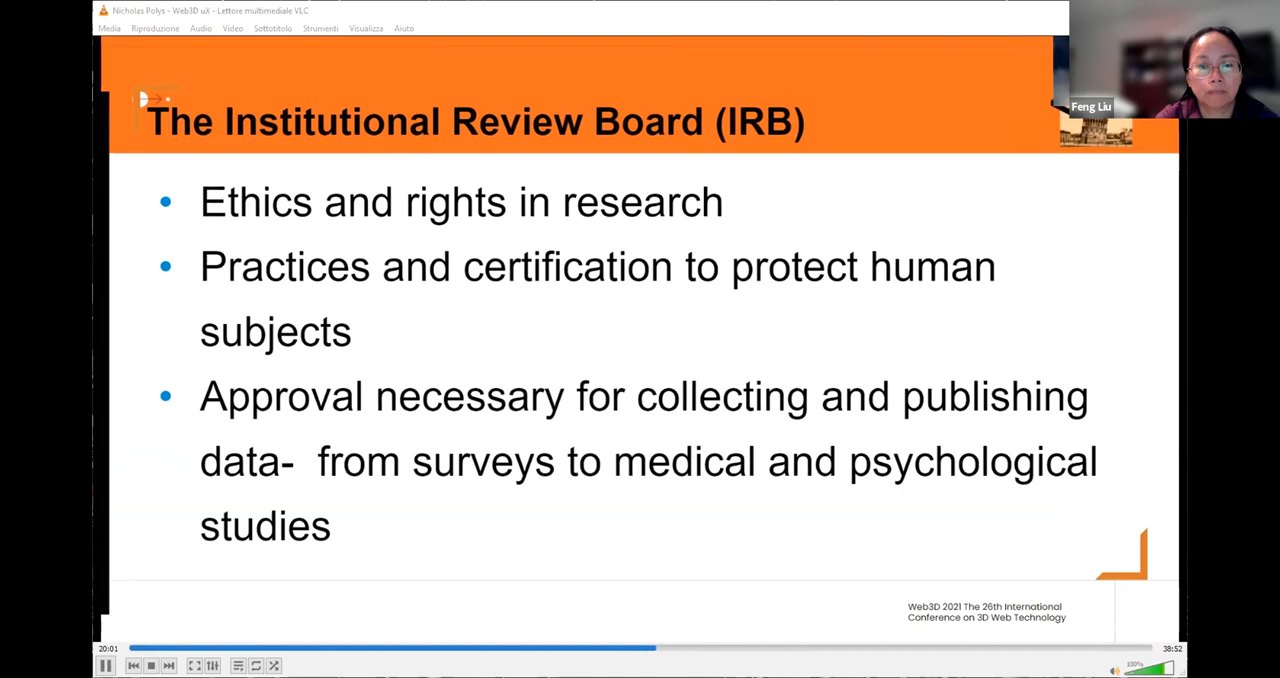 Nicholas Polys - Web3D uX - Lettore multimediale VLC
Media Riproduzione Audio Video Sottotitolo Strumenti Visualizza Aiuto
Feng Liu
The Institutional Review Board (IRB)
• Ethics and rights in research
• Practices and certification to protect human
subjects
• Approval necessary for collecting and publishing
data- from surveys to medical and psychological
studies
Web3D 2021 The 26th International
Conference on 3D Web Technology
20:01
38:52
100%